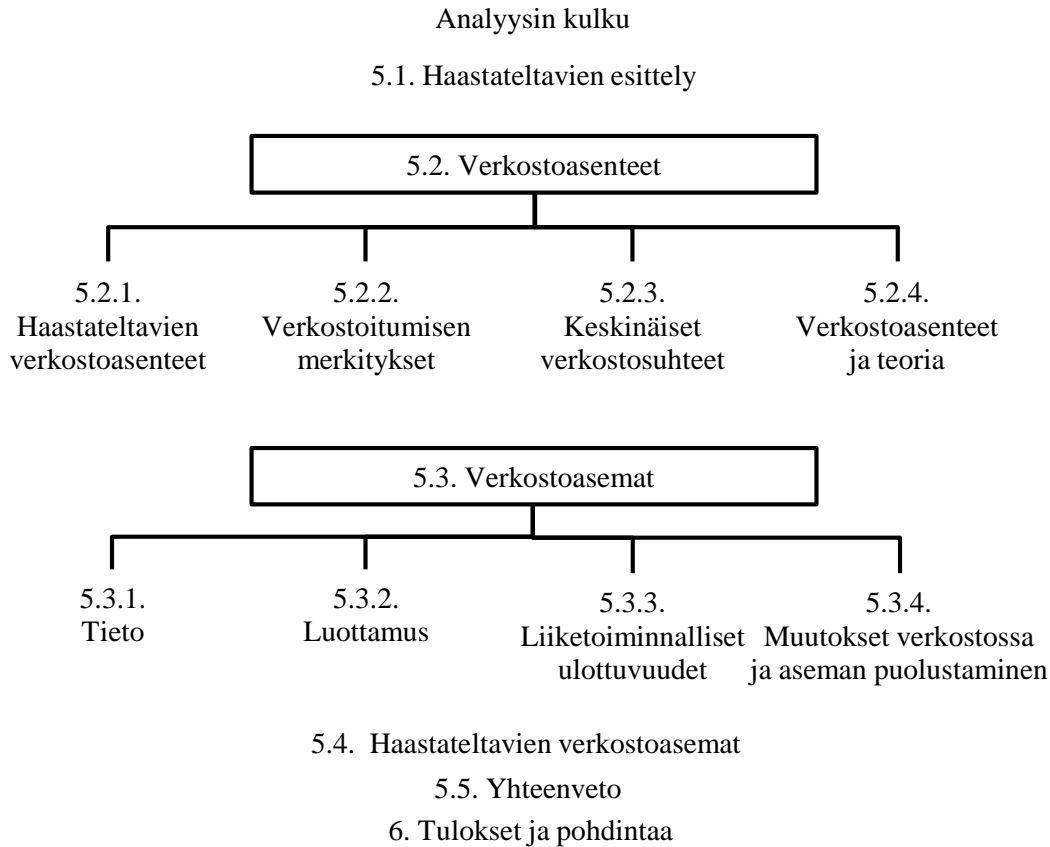 Analyysin kulku
5.1. Haastateltavien esittely
5.2. Verkostoasenteet
5.2.1.
Haastateltavien
verkostoasenteet
5.2.2.
Verkostoitumisen
merkitykset
5.2.3.
Keskinäiset
verkostosuhteet
5.2.4.
Verkostoasenteet
ja teoria
5.3. Verkostoasemat
5.3.1.
Tieto
5.3.2.
Luottamus
5.3.3.
Liiketoiminnalliset
ulottuvuudet
5.3.4.
Muutokset verkostossa
ja aseman puolustaminen
5.4. Haastateltavien verkostoasemat
5.5. Yhteenveto
6. Tulokset ja pohdintaa